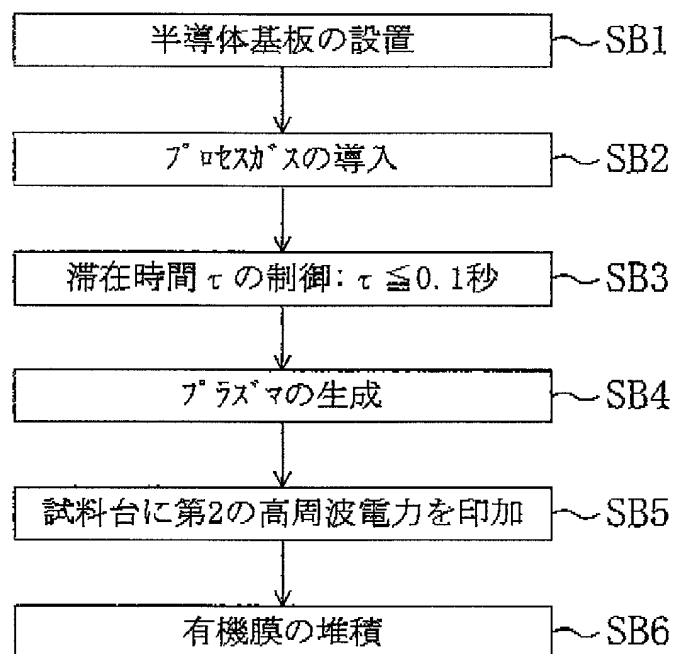 半導体基板の設置 SB1
ﾌﾟﾛｾｽｶﾞｽの導入 SB2
滞在時間τの制御:τ≦0.1秒 SB3
ﾌﾟﾗｽﾞﾏの生成 SB4
試料台に第2の高周波電力を印加 SB5
有機膜の堆積 SB6